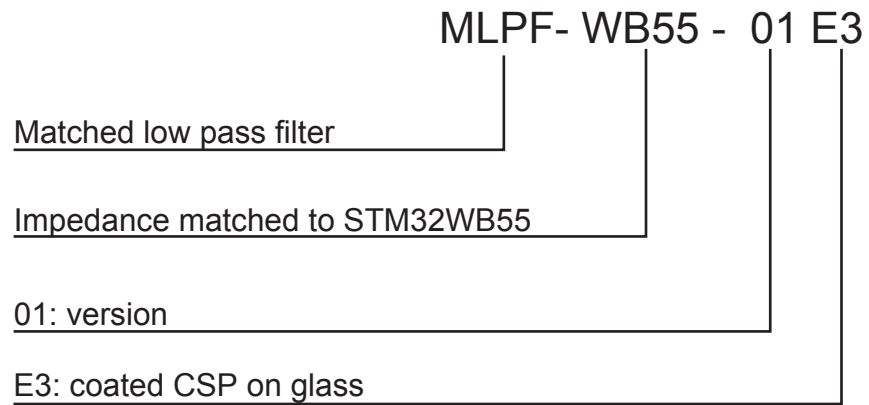 MLPF- WB55 - 01 E3
Matched low pass filter
Impedance matched to STM32WB55
01: version
E3: coated CSP on glass